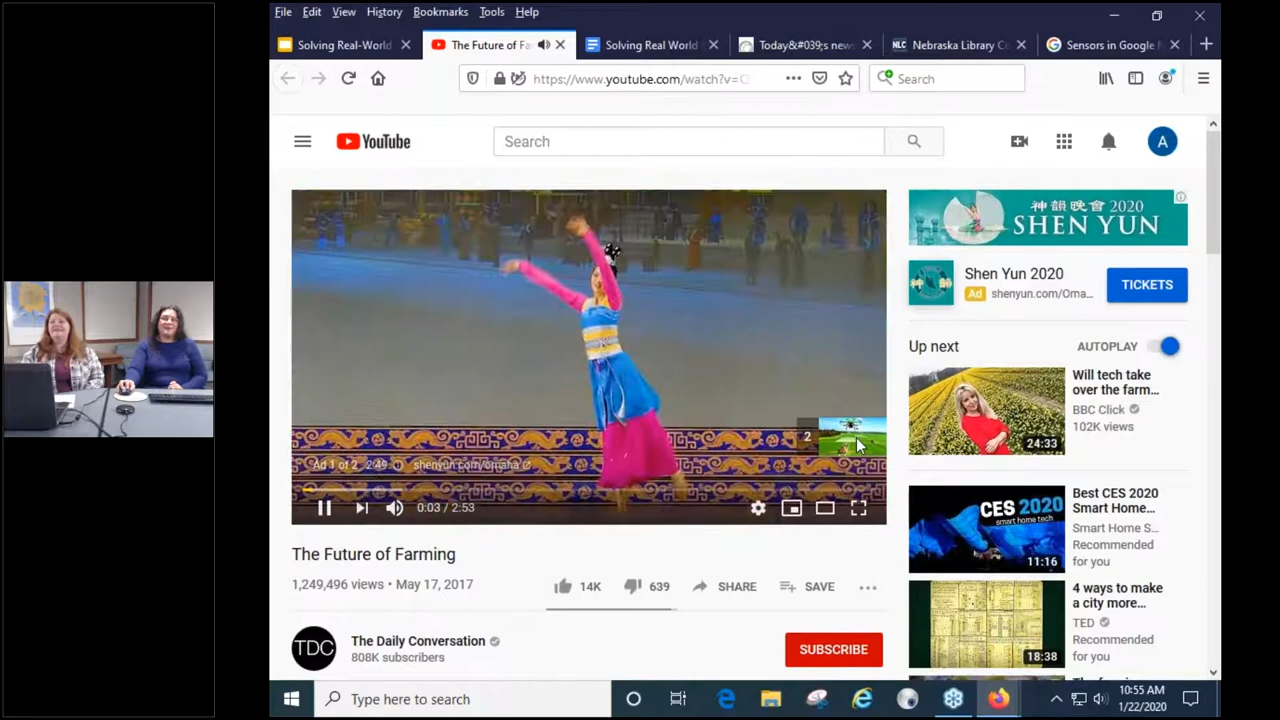 File Edit View History Bookmarks Tools Help
Solving Real-World
The Future of Fa
Solving Real World
Today&#039;s news
NLC Nebraska Library Co
Sensors in Google
https://www.youtube.com/watch?v=
Search
YouTube
Search
A
神韻晚會 2020
SHEN YUN
Shen Yun 2020
Ad shenyun.com/Oma...
TICKETS
Up next
AUTOPLAY
Will tech take
over the farm...
BBC Click
102K views
24:33
CES 2020
smart home tech
11:16
Best CES 2020
Smart Home...
Smart Home S...
Recommended
for you
4 ways to make
a city more...
TED
Recommended
for you
18:38
2
Ad 1 of 2 · 2:49 shenyun.com/omaha
0:03 / 2:53
The Future of Farming
1,249,496 views • May 17, 2017
14K 639 SHARE SAVE
TDC
The Daily Conversation
808K subscribers
SUBSCRIBE
Type here to search
10:55 AM
1/22/2020